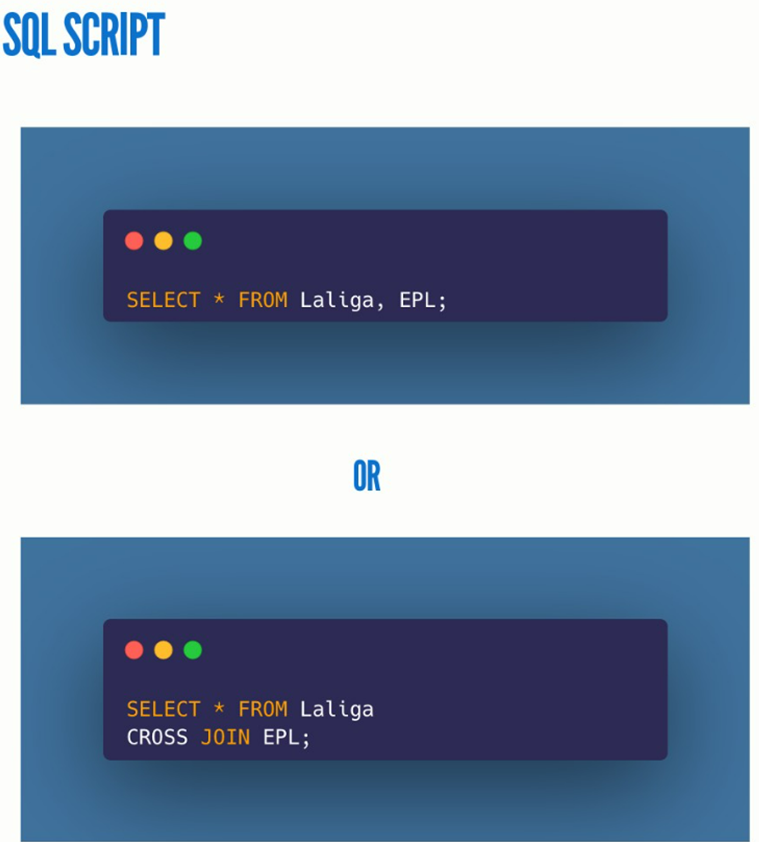 SQL SCRIPT
SELECT * FROM Laliga, EPL;
OR
SELECT * FROM Laliga
CROSS JOIN EPL;